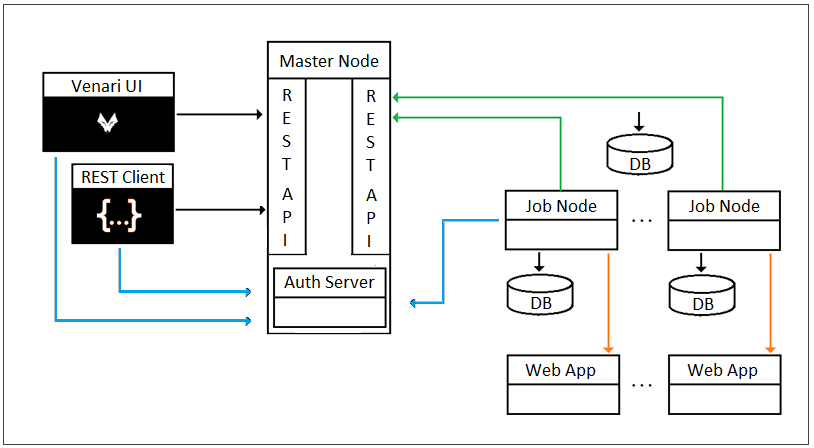 Master Node
Venari UI
REST API
REST API
DB
REST Client
{...}
Job Node
...
Job Node
Auth Server
DB
DB
Web App
...
Web App